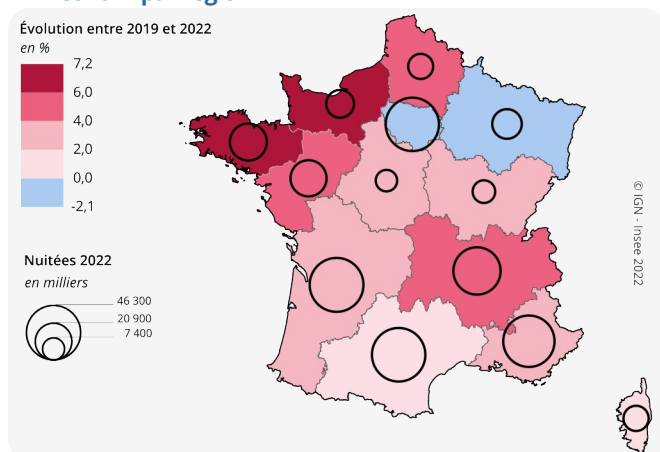 Évolution entre 2019 et 2022
en %
7,2
6,0
4,0
2,0
0,0
-2,1
Nuitées 2022
en milliers
46 300
20 900
7 400
© IGN - Insee 2022